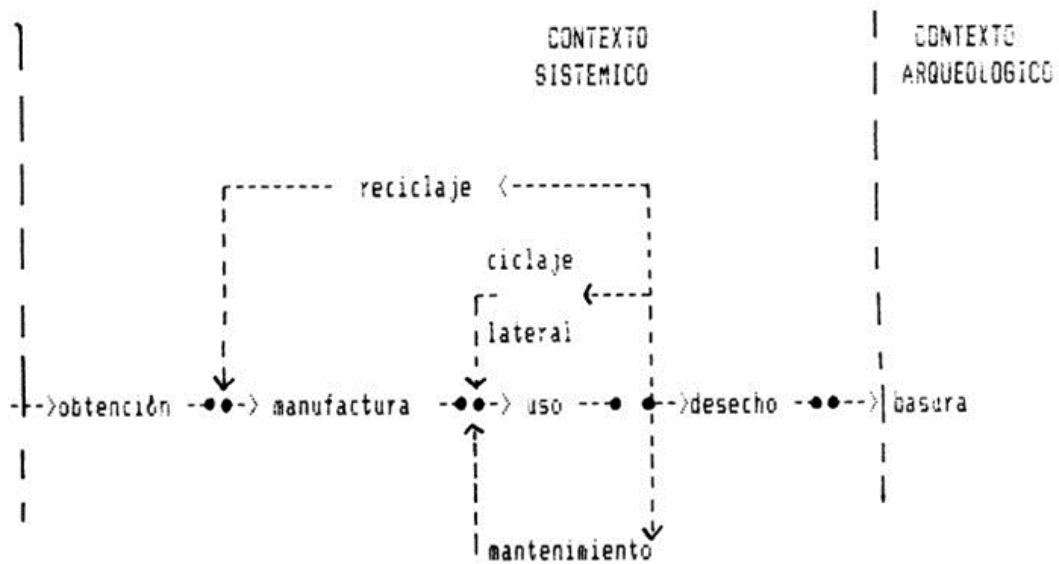 CONTEXTO
SISTEMICO
CONTEXTO
ARQUEOLOGICO
reciclaje
ciclaje
lateral
obtención
manufactura
uso
desecho
basura
mantenimiento